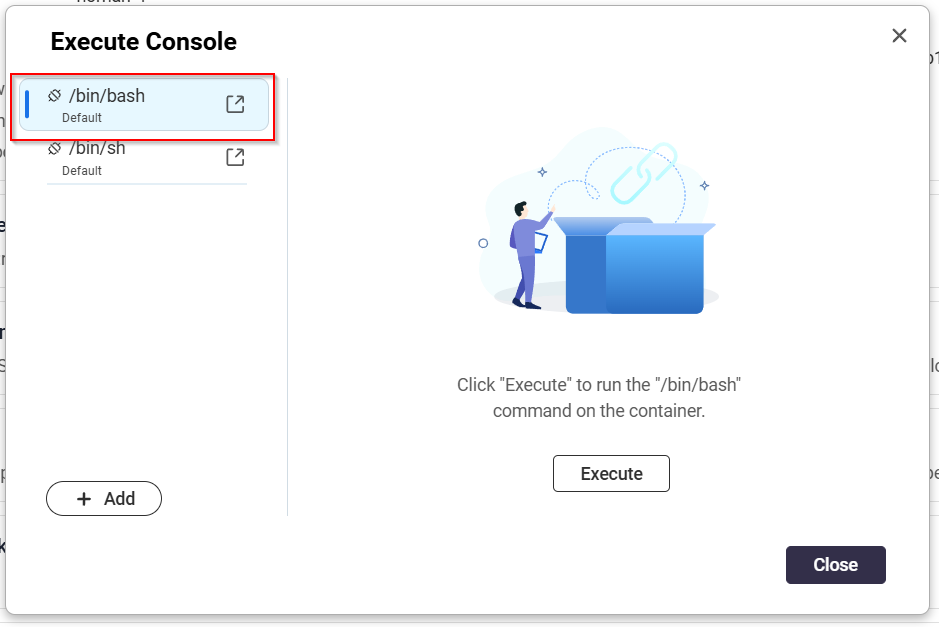 Execute Console
/bin/bash
Default
/bin/sh
Default
Click "Execute" to run the "/bin/bash"
command on the container.
Execute
+ Add
Close